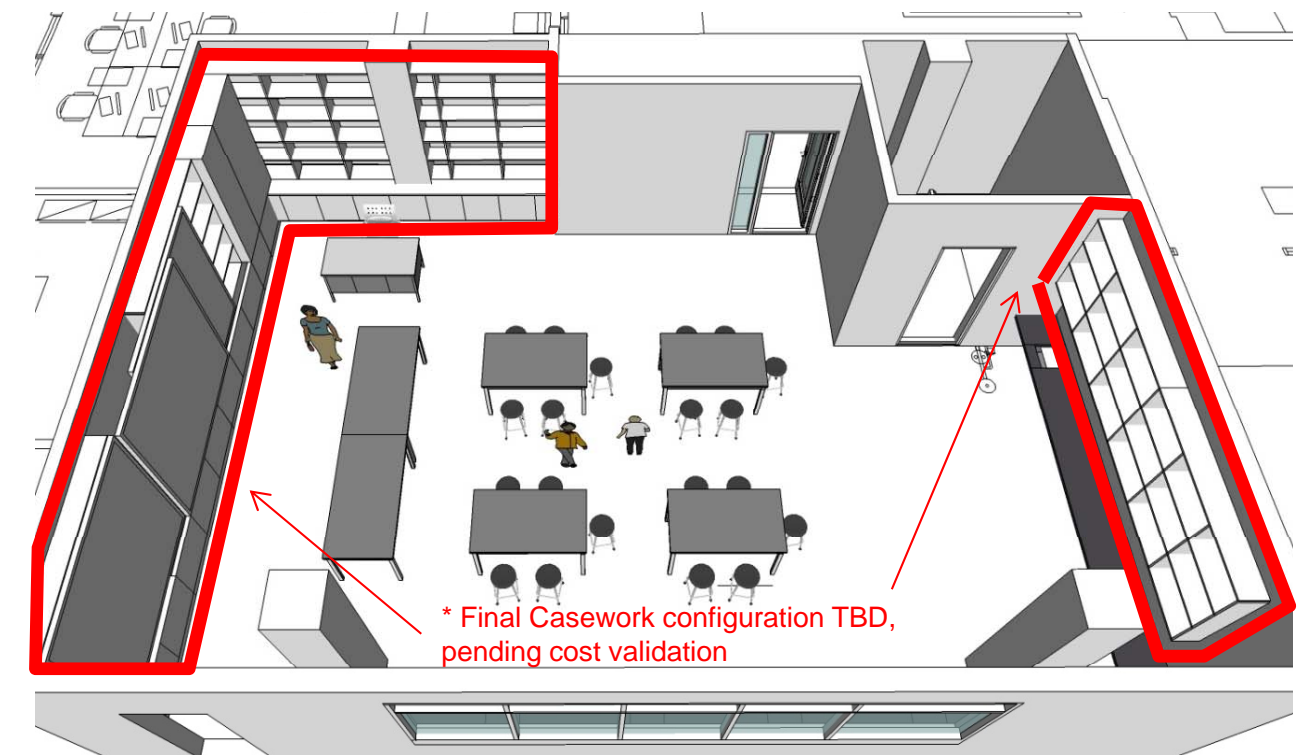 * Final Casework configuration TBD,
pending cost validation